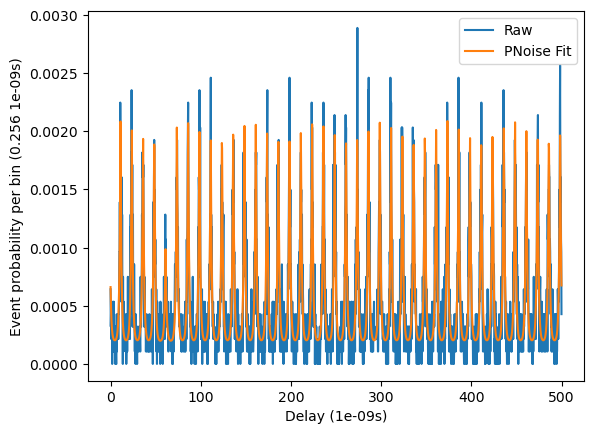 Raw
PNoise Fit
Event probability per bin (0.256 1e-09s)
0.0030
0.0025
0.0020
0.0015
0.0010
0.0005
0.0000
0 100 200 300 400 500
Delay (1e-09s)